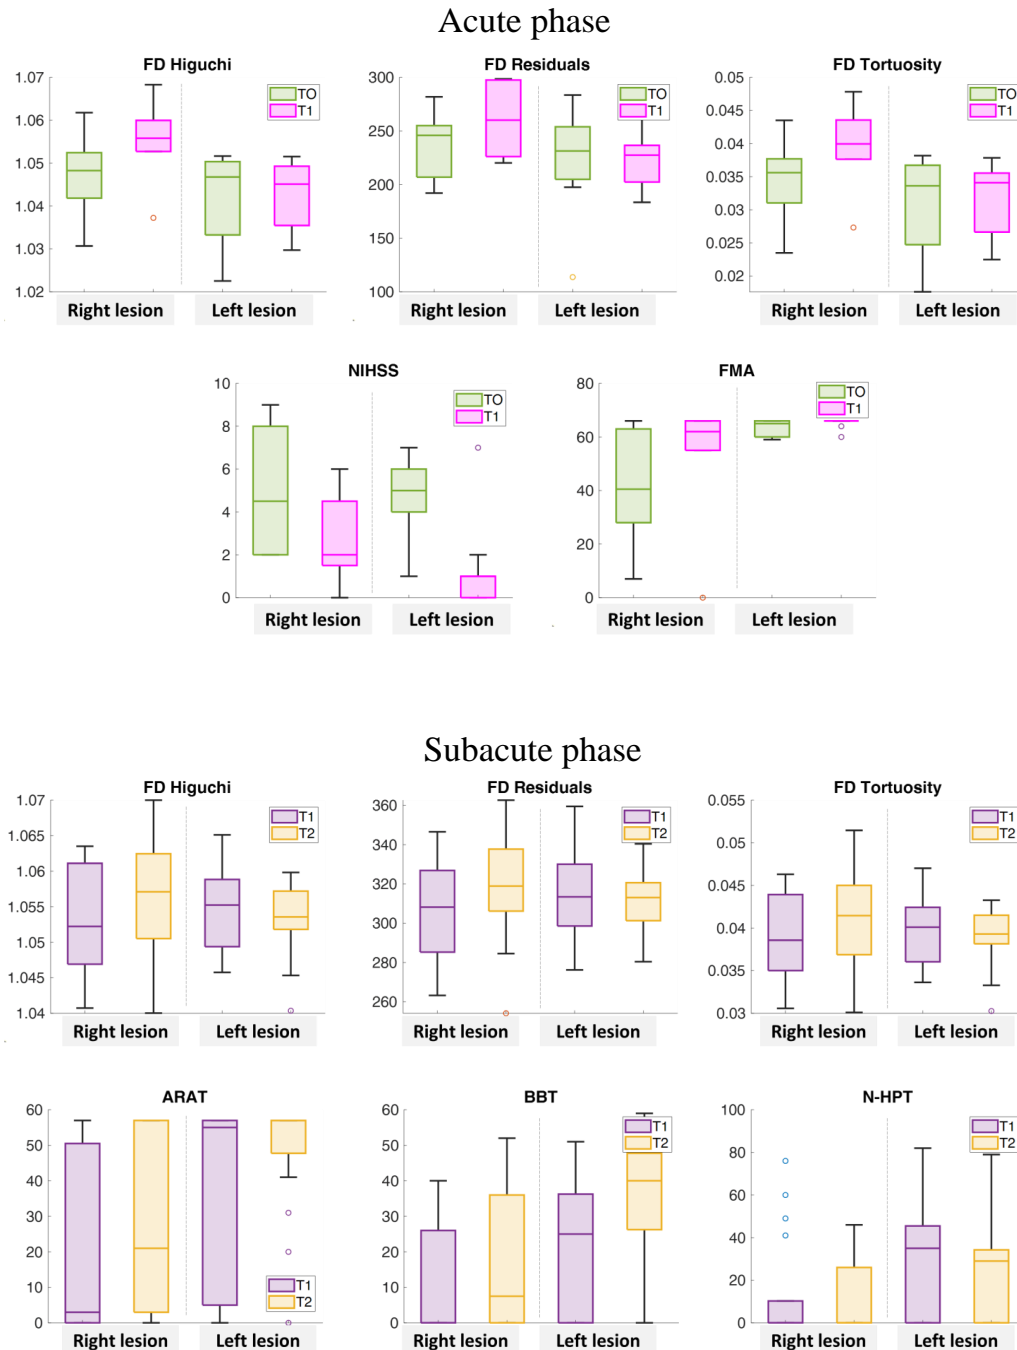 Acute phase
FD Higuchi
1.07
1.06
1.05
1.04
1.03
1.02
TO
T1
Right lesion
Left lesion
FD Residuals
300
250
200
150
100
TO
T1
Right lesion
Left lesion
FD Tortuosity
0.05
0.045
0.04
0.035
0.03
0.025
0.02
TO
T1
Right lesion
Left lesion
NIHSS
10
8
6
4
2
0
TO
T1
Right lesion
Left lesion
FMA
80
60
40
20
0
TO
T1
Right lesion
Left lesion
Subacute phase
FD Higuchi
1.07
1.065
1.06
1.055
1.05
1.045
1.04
T1
T2
Right lesion
Left lesion
FD Residuals
360
340
320
300
280
260
T1
T2
Right lesion
Left lesion
FD Tortuosity
0.055
0.05
0.045
0.04
0.035
0.03
T1
T2
Right lesion
Left lesion
ARAT
60
50
40
30
20
10
0
T1
T2
Right lesion
Left lesion
BBT
60
50
40
30
20
10
0
T1
T2
Right lesion
Left lesion
N-HPT
100
80
60
40
20
0
T1
T2
Right lesion
Left lesion